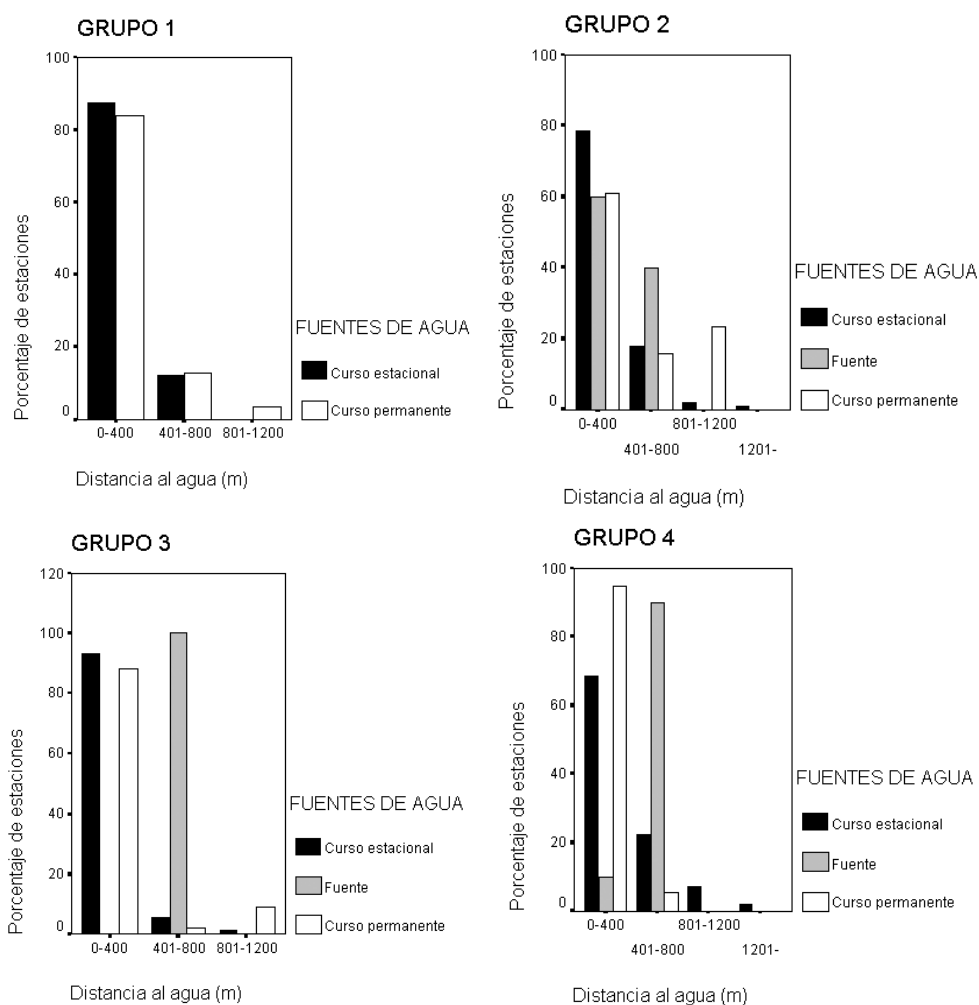 GRUPO 1
100
80
60
40
20
0
Porcentaje de estaciones
0-400 401-800 801-1200
Distancia al agua (m)
FUENTES DE AGUA
Curso estacional
Curso permanente
GRUPO 2
100
80
60
40
20
0
Porcentaje de estaciones
0-400 801-1200
401-800 1201-
Distancia al agua (m)
FUENTES DE AGUA
Curso estacional
Fuente
Curso permanente
GRUPO 3
120
100
80
60
40
20
0
Porcentaje de estaciones
0-400 401-800 801-1200
Distancia al agua (m)
FUENTES DE AGUA
Curso estacional
Fuente
Curso permanente
GRUPO 4
100
80
60
40
20
0
Porcentaje de estaciones
0-400 801-1200
401-800 1201-
Distancia al agua (m)
FUENTES DE AGUA
Curso estacional
Fuente
Curso permanente